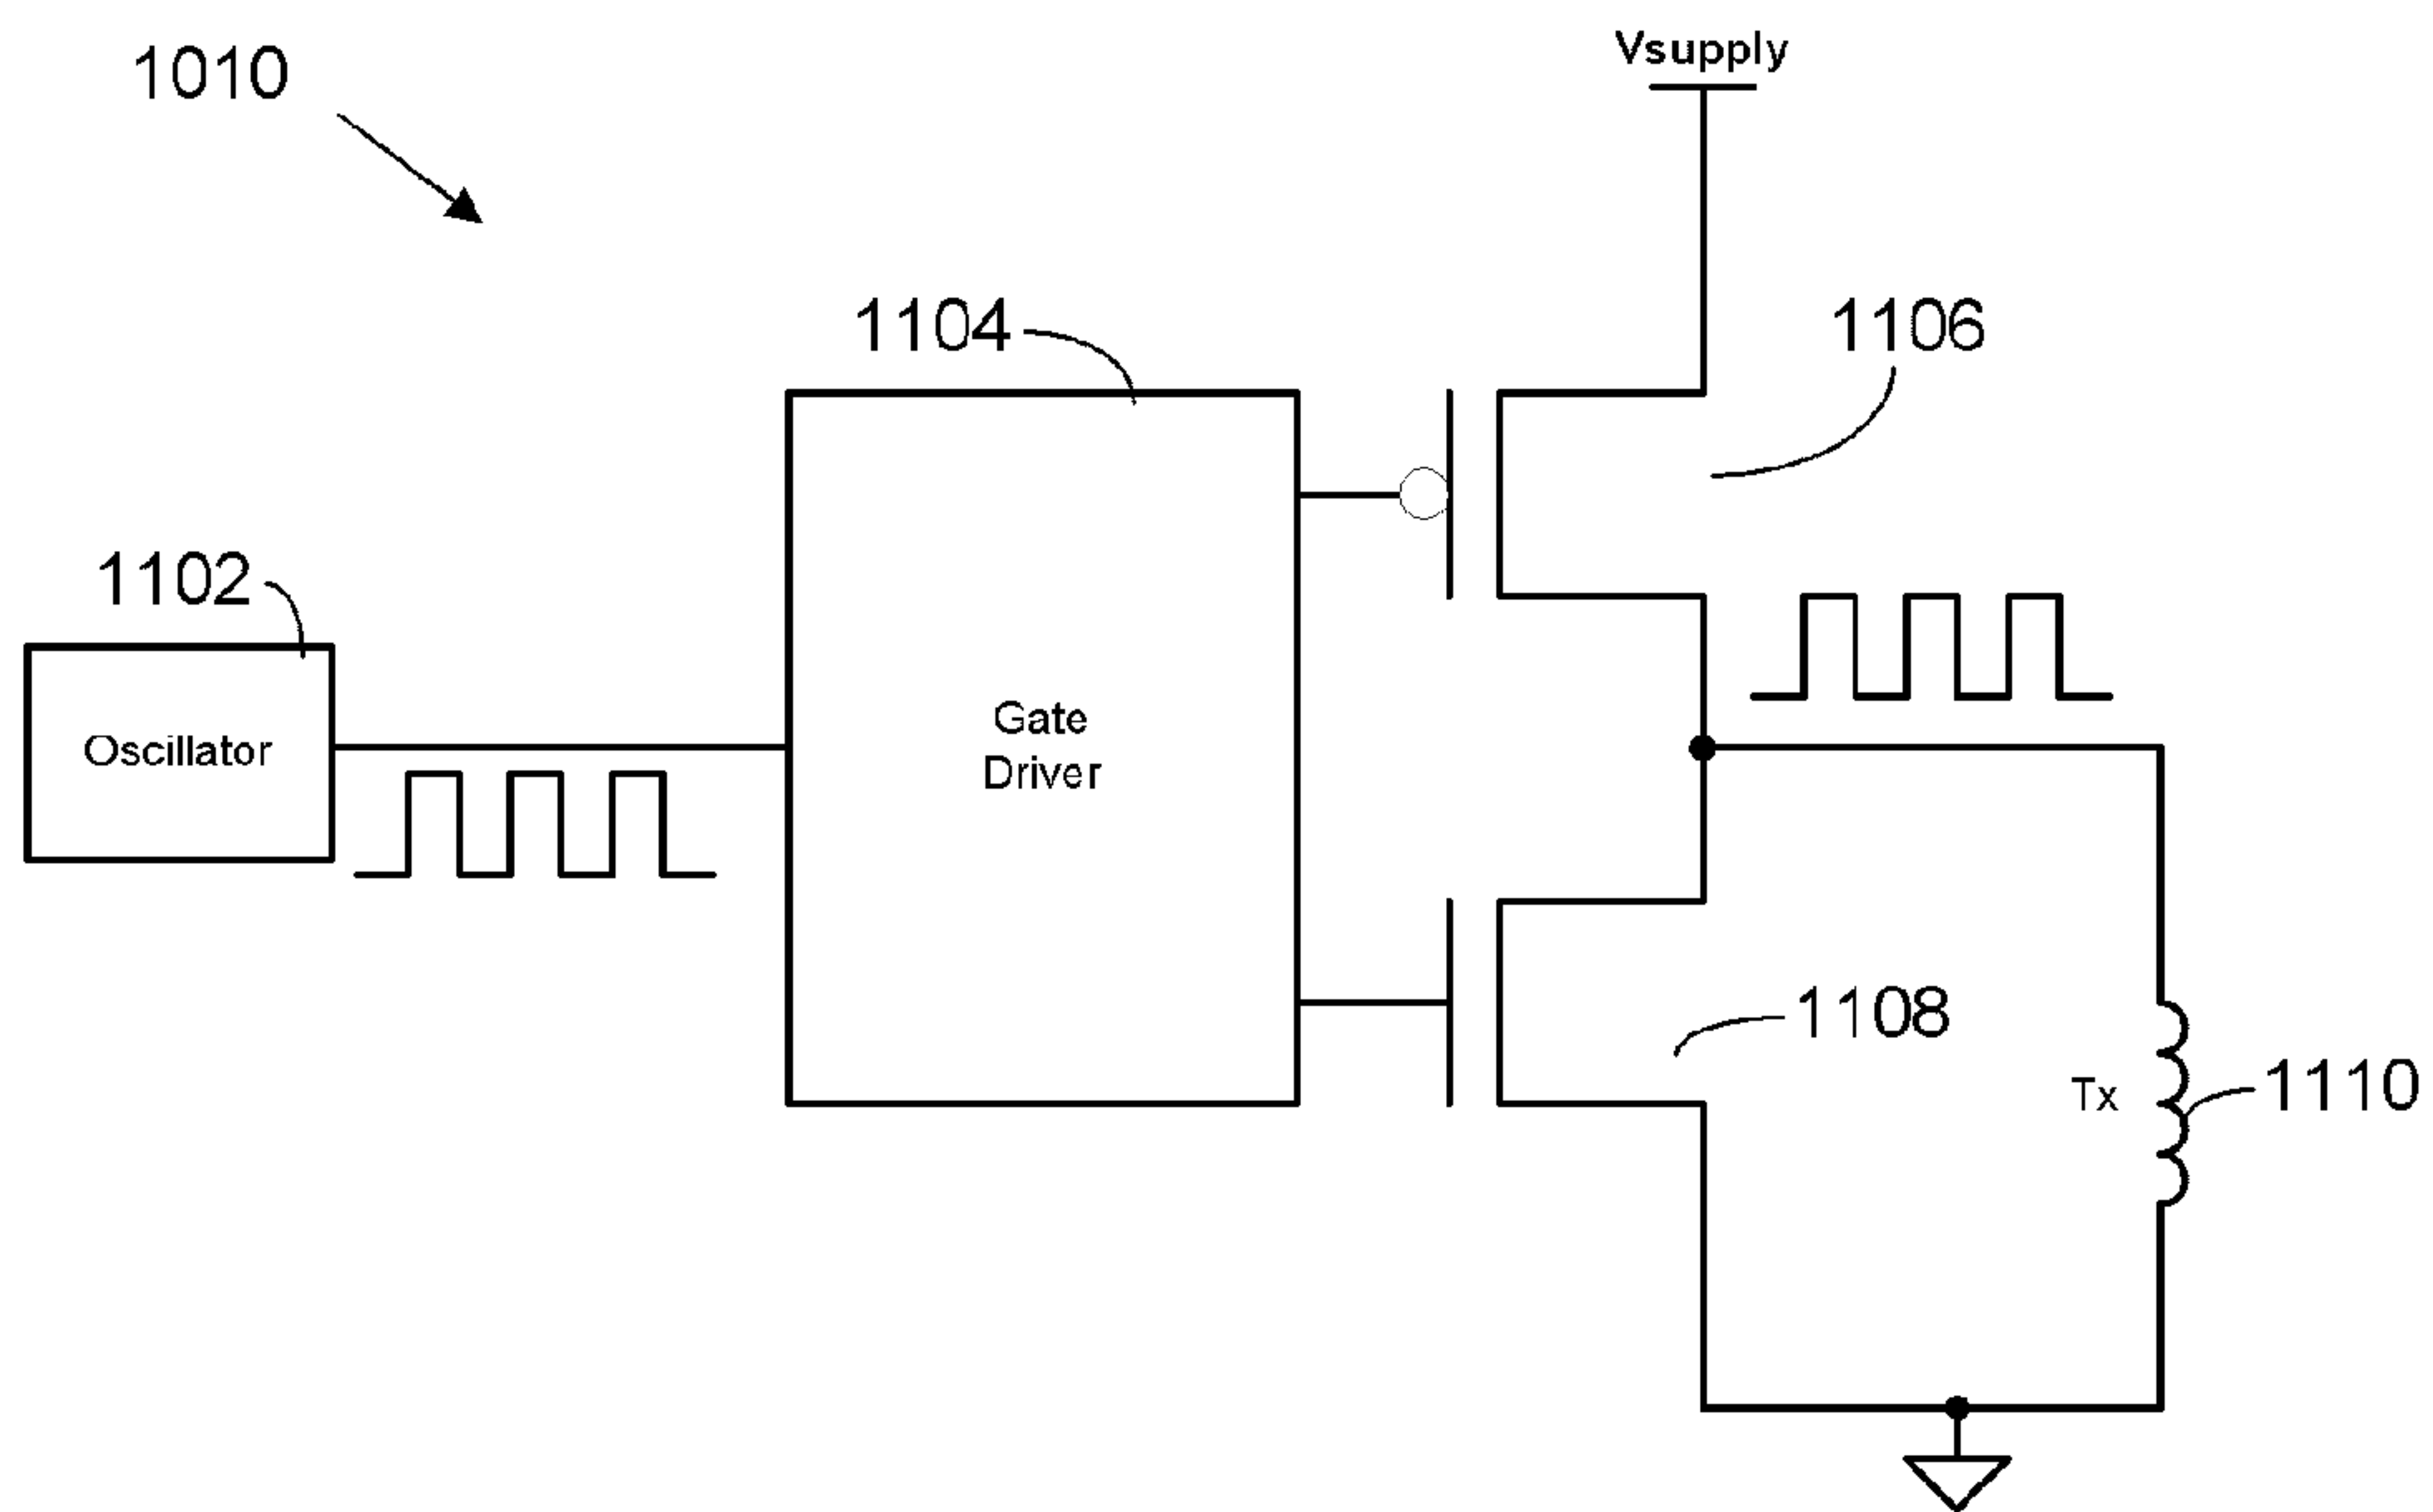 1010
Vsupply
1104
1106
1102
Oscillator
Gate
Driver
1108
Tx
1110